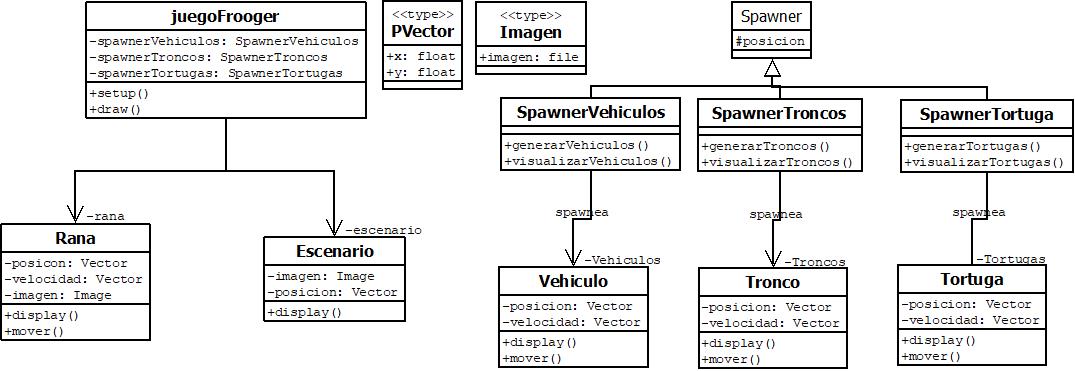 juegoFrooger
-spawnerVehiculos: SpawnerVehiculos
-spawnerTroncos: SpawnerTroncos
-spawnerTortugas: SpawnerTortugas
+setup()
+draw()
<<type>>
PVector
+x: float
+y: float
<<type>>
Imagen
+imagen: file
Spawner
#posicion
SpawnerVehiculos
+generarVehiculos()
+visualizarVehiculos()
SpawnerTroncos
+generarTroncos()
+visualizarTroncos()
SpawnerTortuga
+generarTortugas()
+visualizarTortugas()
-rana
-escenario
spawnea
-Vehiculos
spawnea
-Troncos
spawnea
-Tortugas
Rana
-posicon: Vector
-velocidad: Vector
-imagen: Image
+display()
+mover()
Escenario
-imagen: Image
-posicion: Vector
+display()
Vehiculo
-posicion: Vector
-velocidad: Vector
+display()
+mover()
Tronco
-posicion: Vector
-velocidad: Vector
+display()
+mover()
Tortuga
-posicion: Vector
-velocidad: Vector
+display()
+mover()